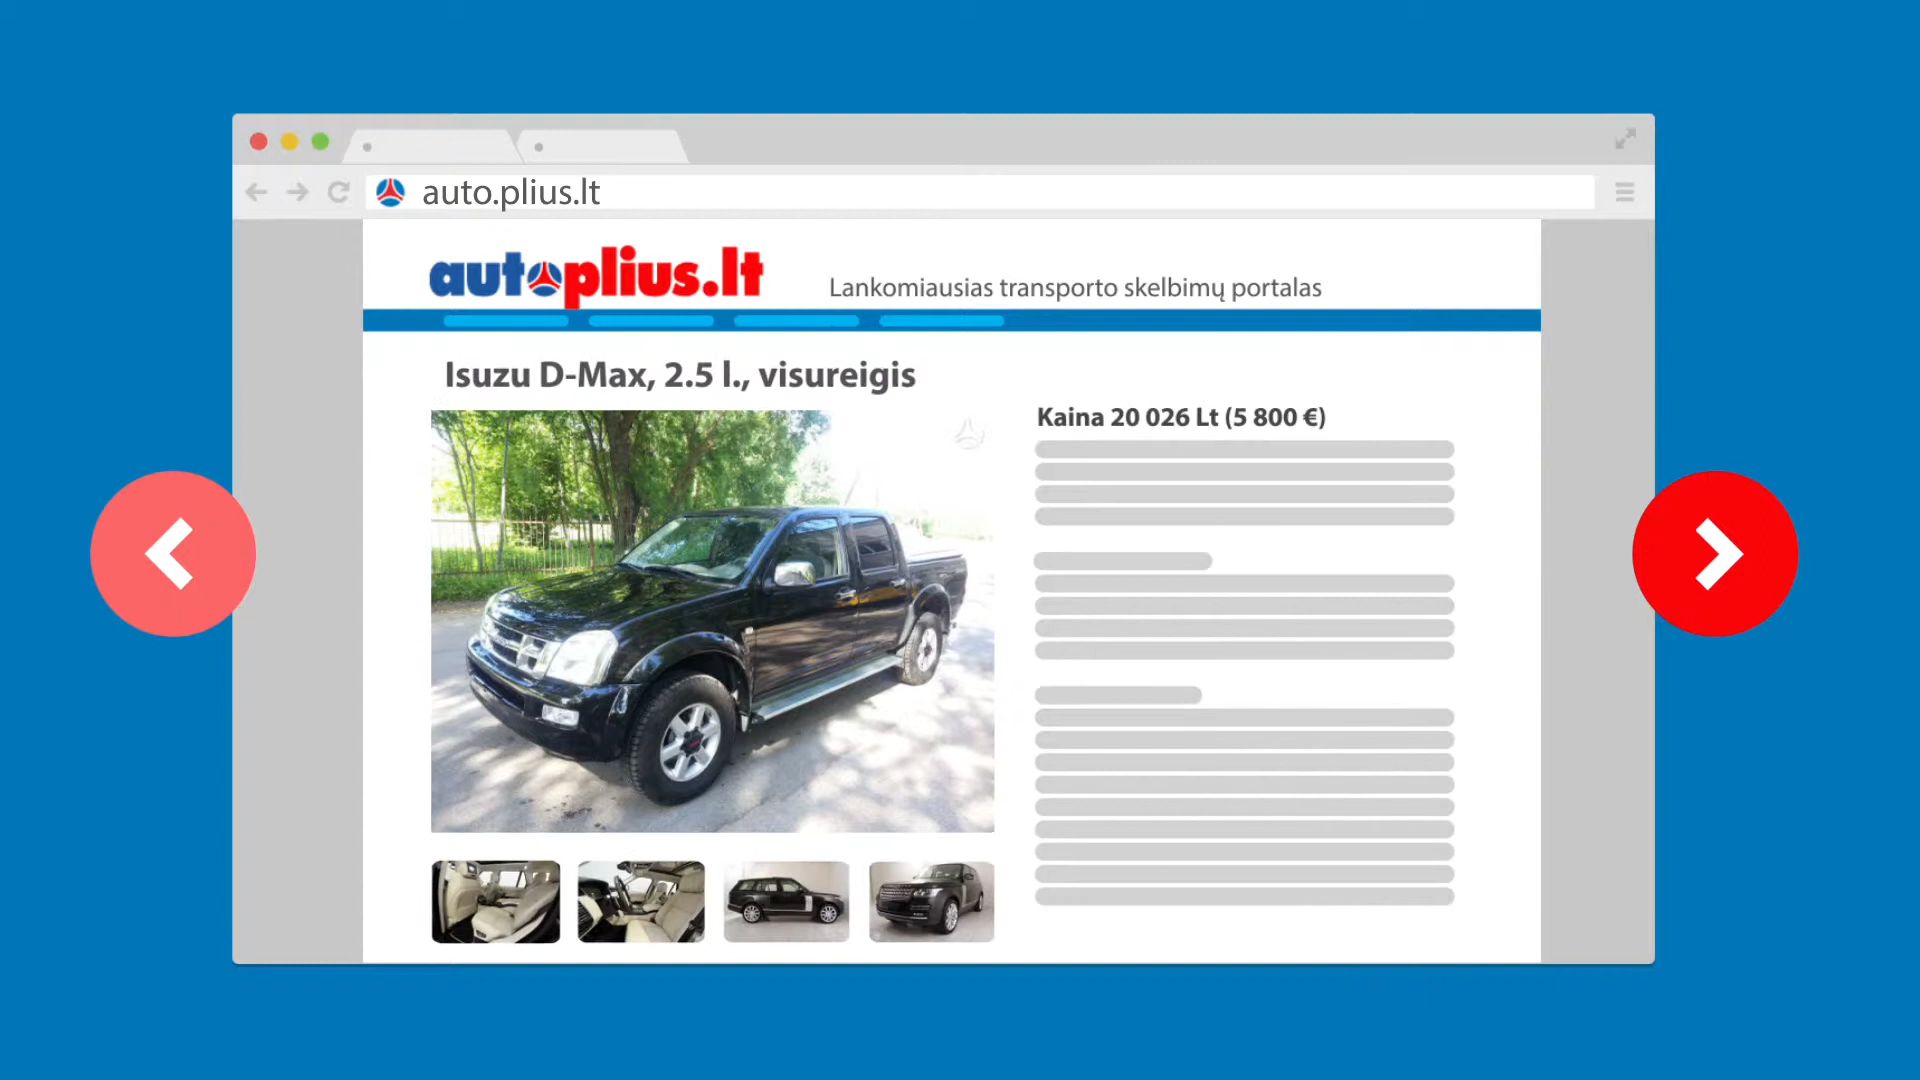 auto.plius.lt
autoplius.lt
Lankomiausias transporto skelbimų portalas
Isuzu D-Max, 2.5 l., visureigis
Kaina 20 026 Lt (5 800 €)